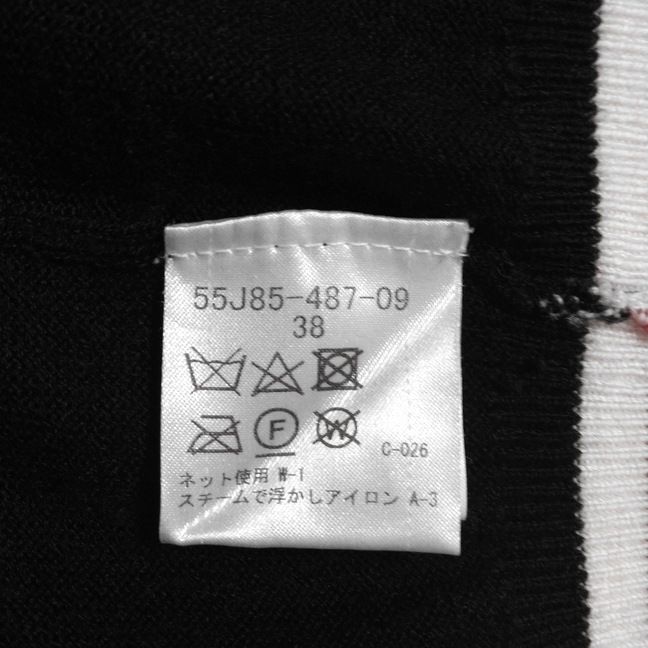 55J85-487-09
38
F W
C-026
ネット使用 W-1
スチームで浮かしアイロン A-3